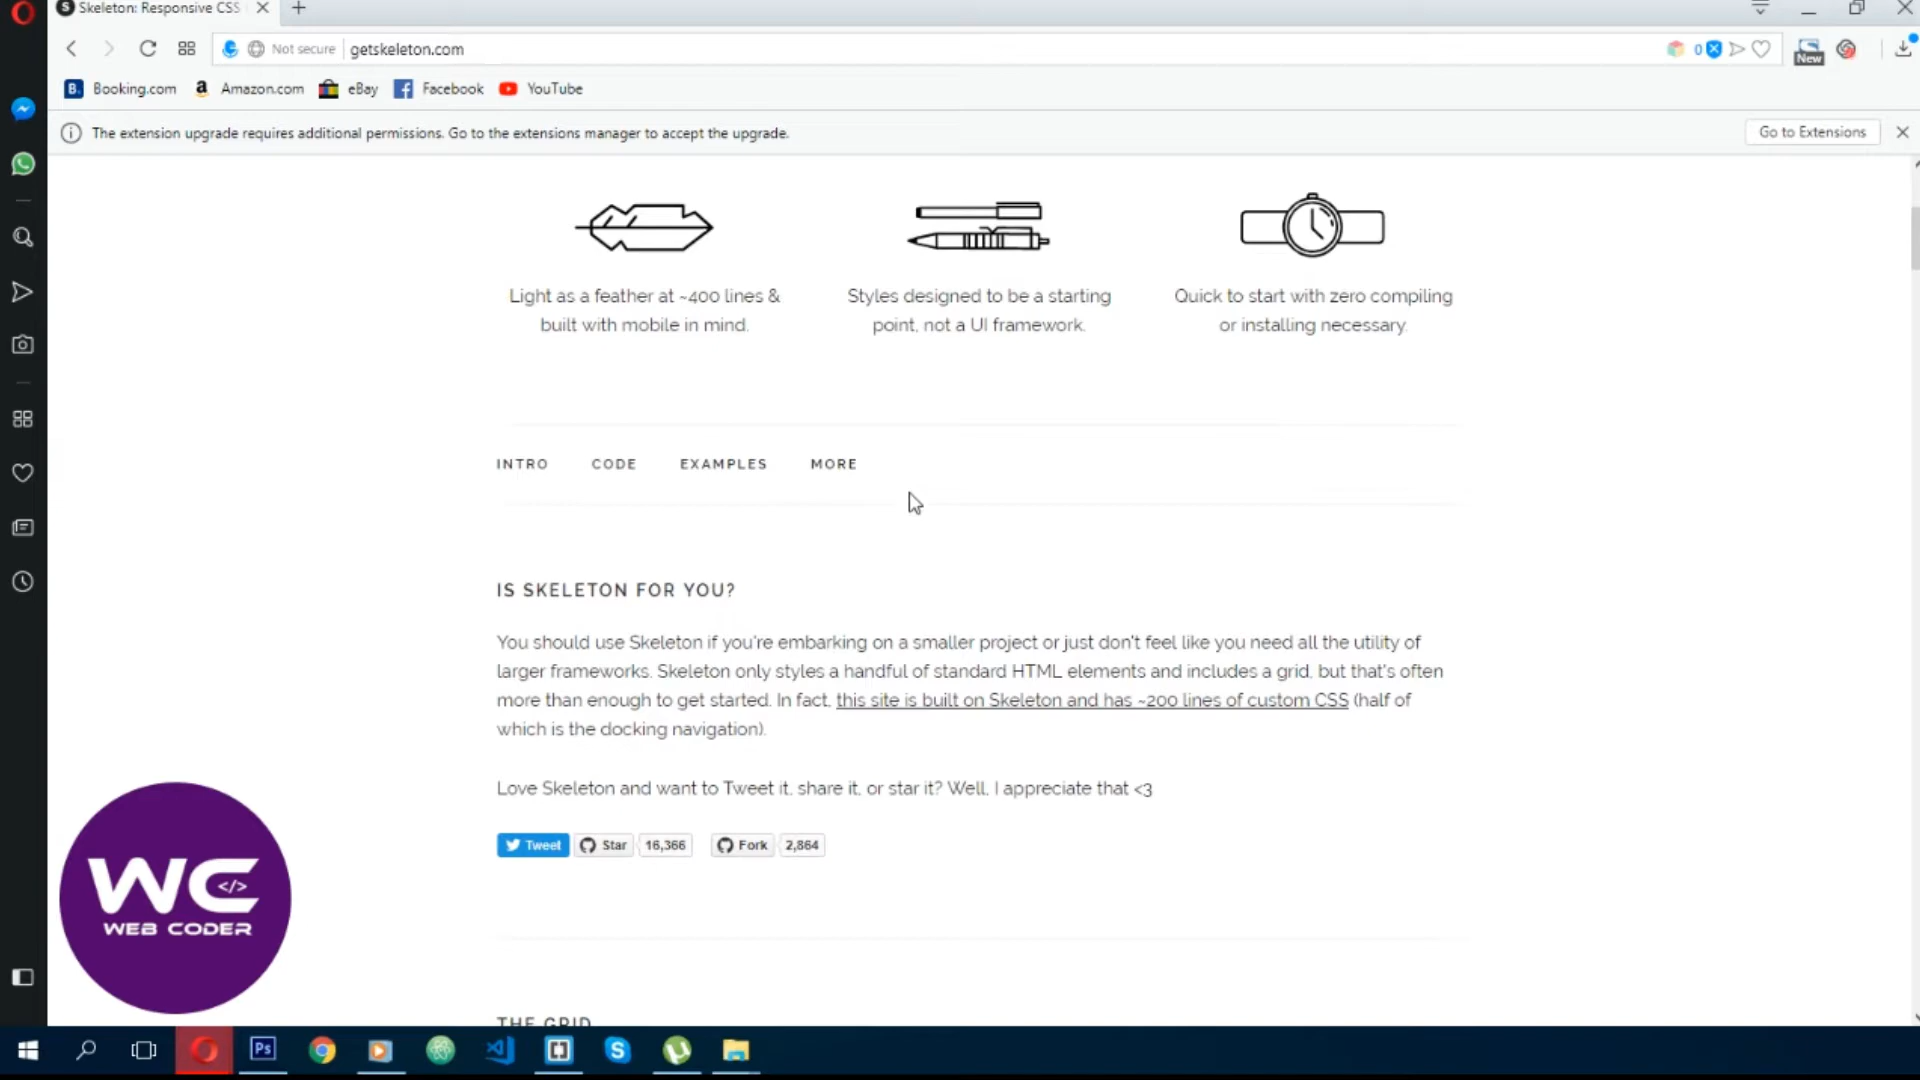 Skeleton: Responsive CSS
Not secure
getskeleton.com
0
New
Booking.com
Amazon.com
eBay
Facebook
YouTube
The extension upgrade requires additional permissions. Go to the extensions manager to accept the upgrade.
Go to Extensions
Light as a feather at ~400 lines &
built with mobile in mind.
Styles designed to be a starting
point, not a UI framework.
Quick to start with zero compiling
or installing necessary.
INTRO
CODE
EXAMPLES
MORE
IS SKELETON FOR YOU?
You should use Skeleton if you're embarking on a smaller project or just don't feel like you need all the utility of
larger frameworks. Skeleton only styles a handful of standard HTML elements and includes a grid, but that's often
more than enough to get started. In fact, this site is built on Skeleton and has ~200 lines of custom CSS (half of
which is the docking navigation).
Love Skeleton and want to Tweet it, share it, or star it? Well, I appreciate that <3
Tweet
Star
16,366
Fork
2,864
WC
</>
WEB CODER
THE GRID
Ps